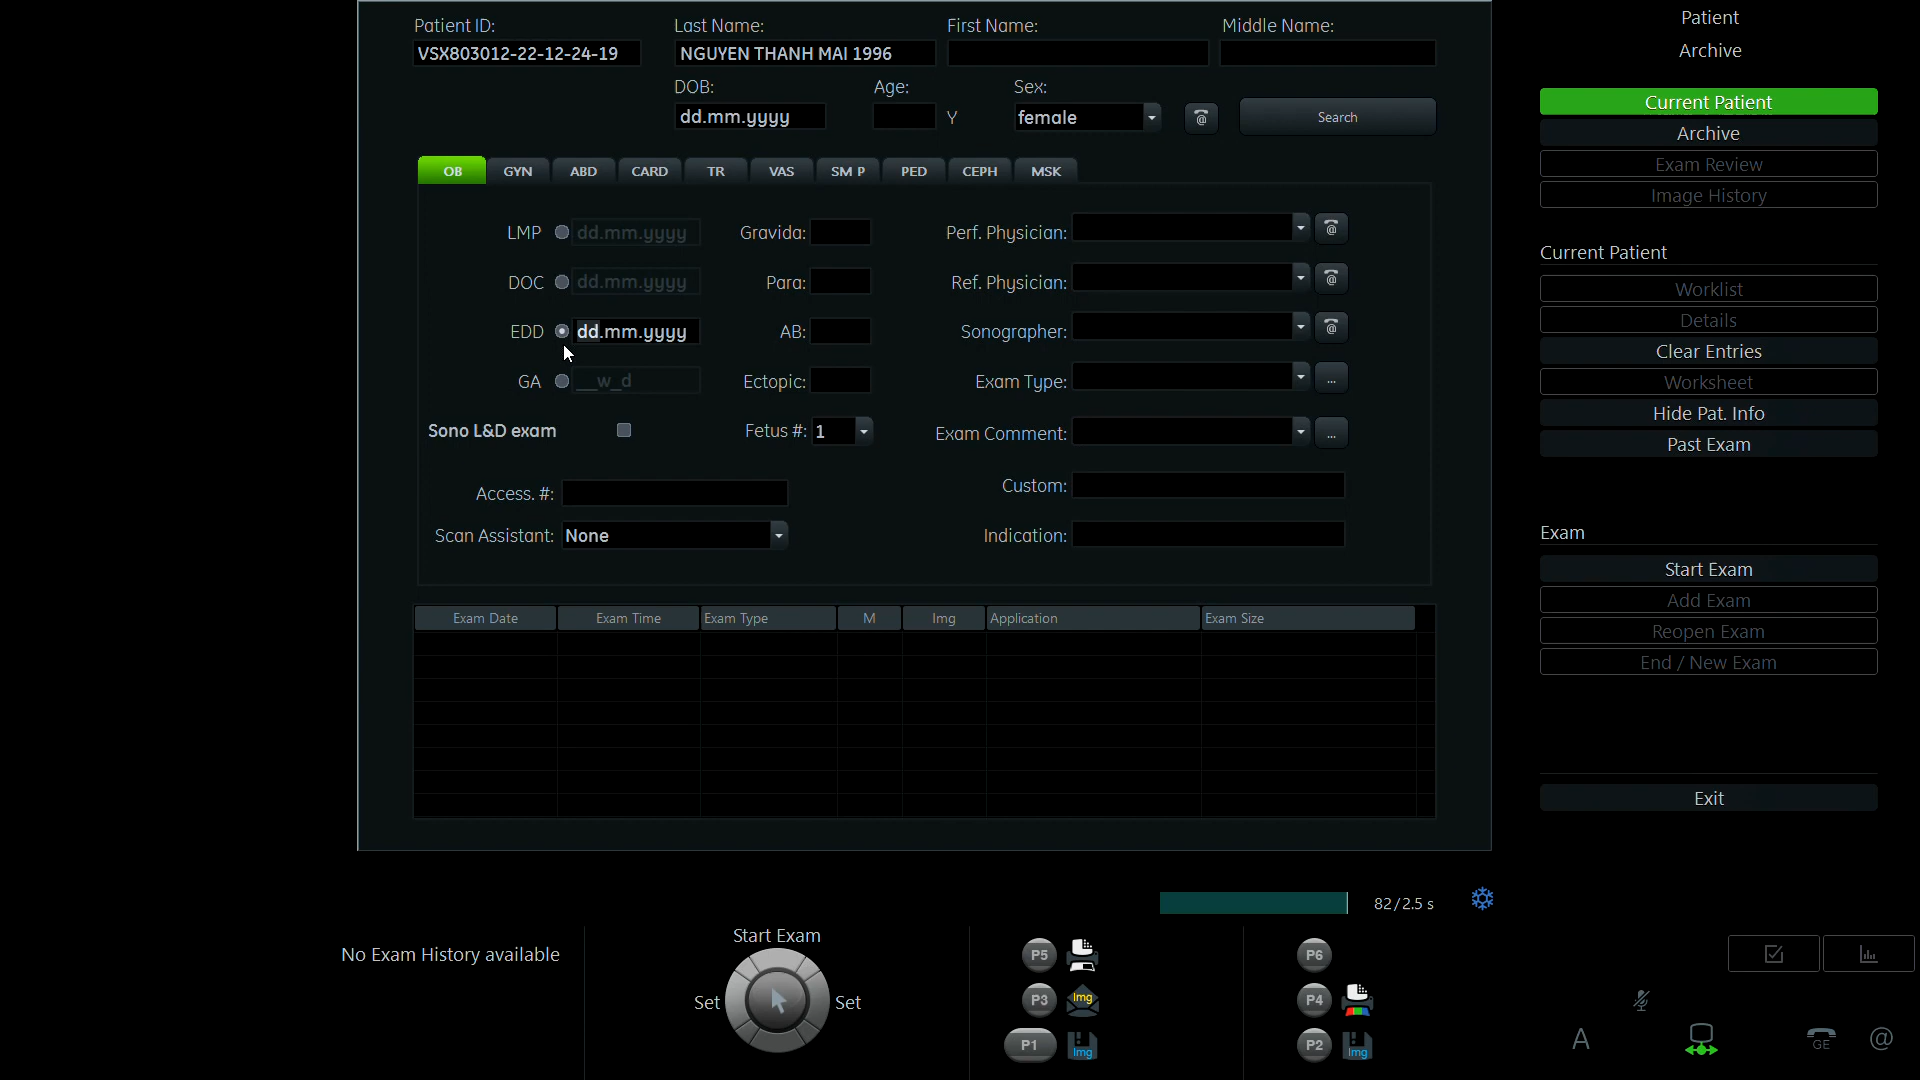 Patient ID: Last Name: First Name: Middle Name:
VSX803012-22-12-24-19 NGUYEN THANH MAI 1996
DOB: Age: Sex:
dd.mm.yyyy Y female @ Search
OB GYN ABD CARD TR VAS SM P PED CEPH MSK
LMP dd.mm.yyyy Gravida: Perf. Physician: @
DOC dd.mm.yyyy Para: Ref. Physician: @
EDD dd.mm.yyyy AB: Sonographer: @
GA __w_d Ectopic: Exam Type: ...
Sono L&D exam Fetus #: 1 Exam Comment: ...
Access. #: Custom:
Scan Assistant: None Indication:
Exam Date Exam Time Exam Type M Img Application Exam Size
Patient
Archive
Current Patient
Archive
Exam Review
Image History
Current Patient
Worklist
Details
Clear Entries
Worksheet
Hide Pat. Info
Past Exam
Exam
Start Exam
Add Exam
Reopen Exam
End / New Exam
Exit
82/2.5 s
No Exam History available
Start Exam
Set Set
P5
P3 Img
P1 Img
P6
P4
P2 Img
A GE @